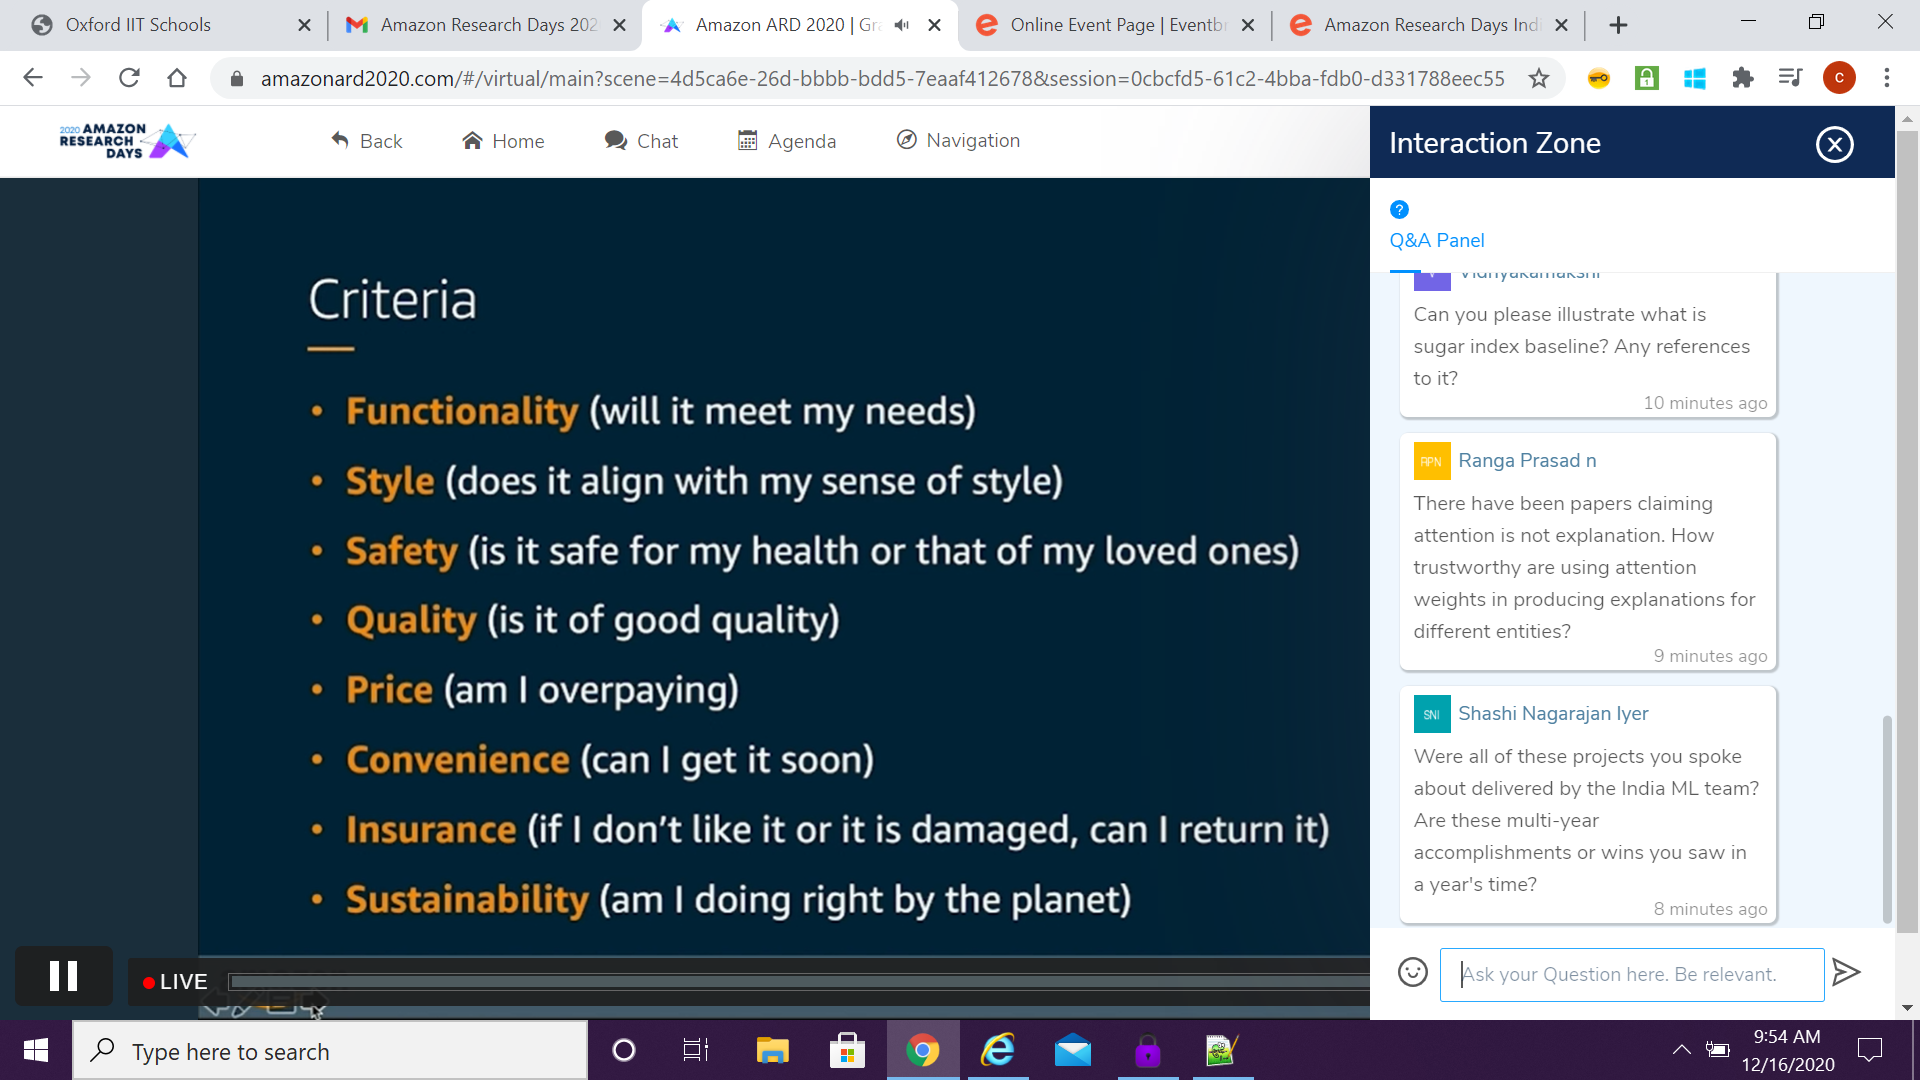 Oxford IIT Schools
Amazon Research Days 202
Amazon ARD 2020 | Gr
Online Event Page | Eventb
Amazon Research Days Indi
amazonard2020.com/#/virtual/main?scene=4d5ca6e-26d-bbbb-bdd5-7eaaf412678&session=0cbcfd5-61c2-4bba-fdb0-d331788eec55
c
2020 AMAZON
RESEARCH
DAYS
Back
Home
Chat
Agenda
Navigation
Interaction Zone
Q&A Panel
Criteria
• Functionality (will it meet my needs)
• Style (does it align with my sense of style)
• Safety (is it safe for my health or that of my loved ones)
• Quality (is it of good quality)
• Price (am I overpaying)
• Convenience (can I get it soon)
• Insurance (if I don't like it or it is damaged, can I return it)
• Sustainability (am I doing right by the planet)
LIVE
Vidhyakamakshi
Can you please illustrate what is
sugar index baseline? Any references
to it?
10 minutes ago
RPN
Ranga Prasad n
There have been papers claiming
attention is not explanation. How
trustworthy are using attention
weights in producing explanations for
different entities?
9 minutes ago
SNI
Shashi Nagarajan Iyer
Were all of these projects you spoke
about delivered by the India ML team?
Are these multi-year
accomplishments or wins you saw in
a year's time?
8 minutes ago
Ask your Question here. Be relevant.
Type here to search
9:54 AM
12/16/2020